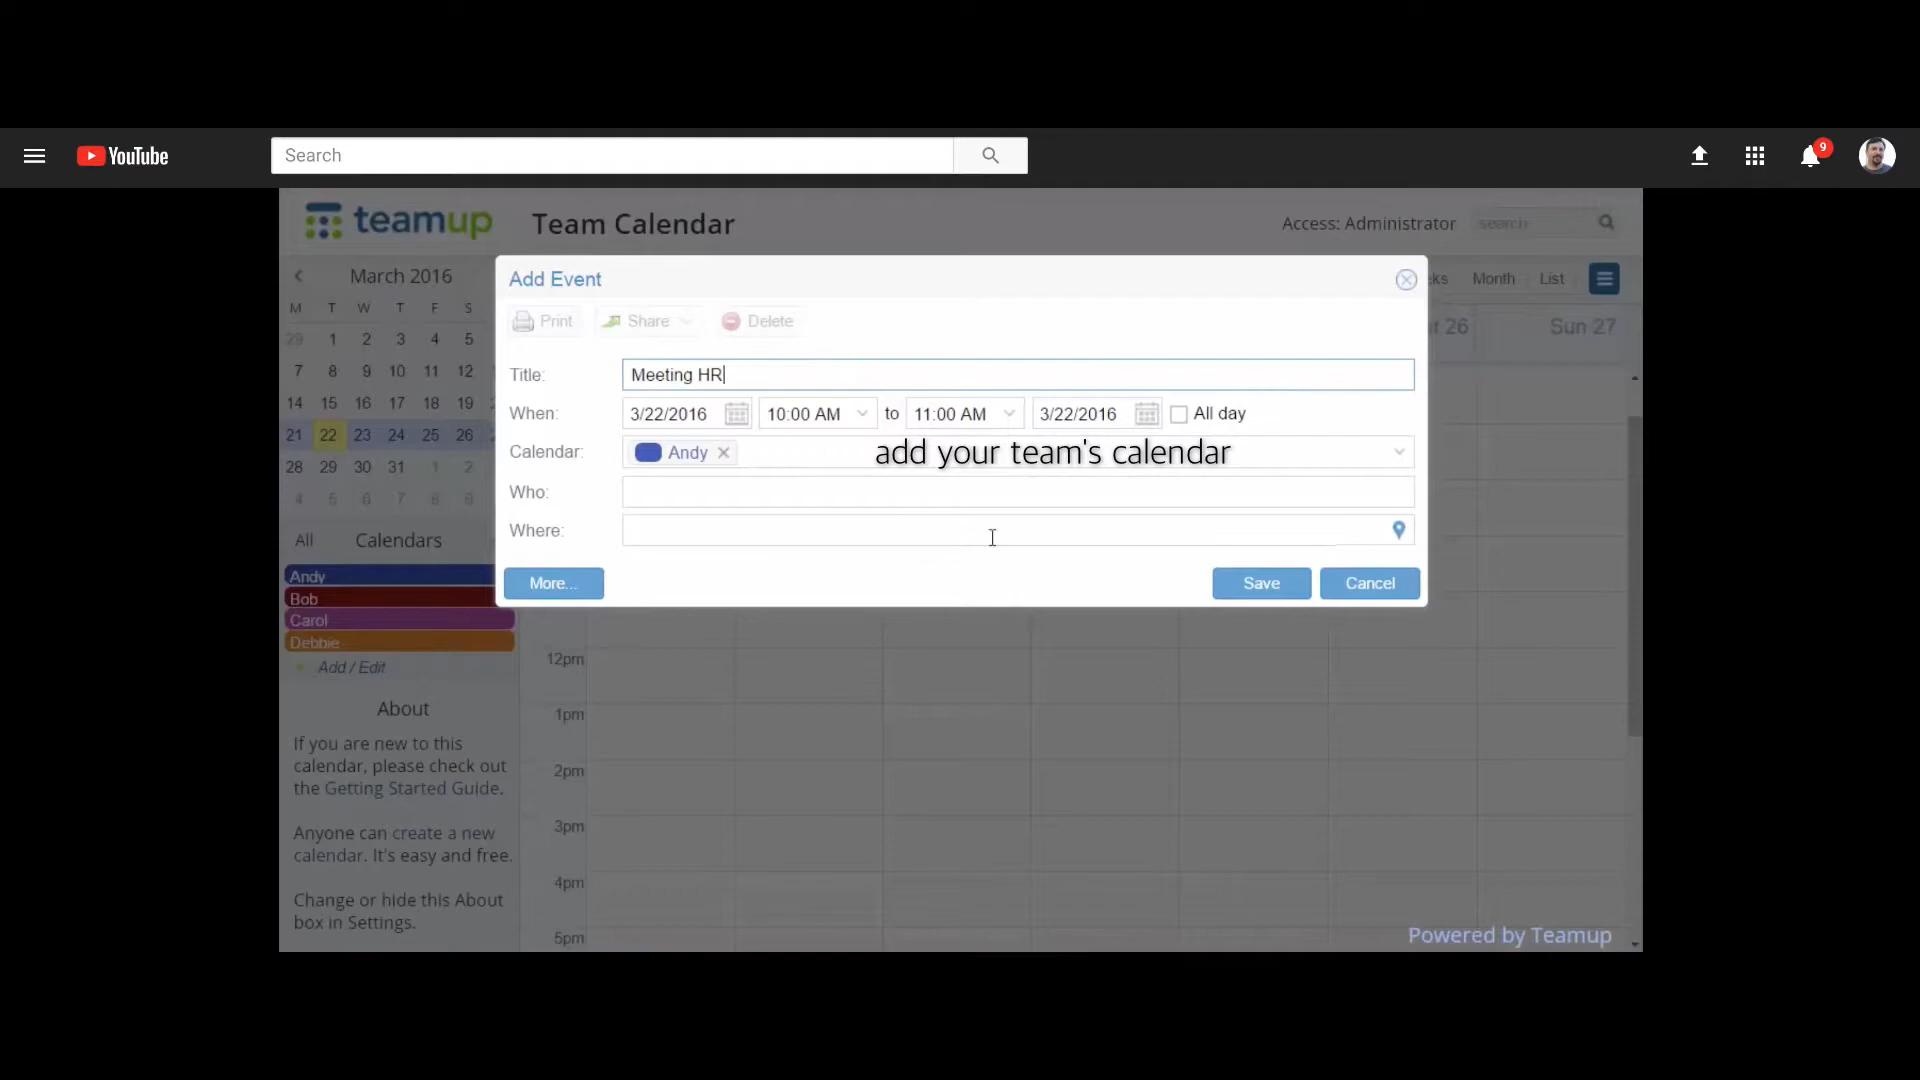 YouTube
Search
9
teamup
Team Calendar
Access: Administrator
search
March 2016
Month
List
M T W T F S
29 1 2 3 4 5
7 8 9 10 11 12
14 15 16 17 18 19
21 22 23 24 25 26
28 29 30 31 1 2
4 5 6 7 8 9
Sun 27
26
Add Event
Print
Share
Delete
Title:
Meeting HR
When:
3/22/2016 10:00 AM to 11:00 AM 3/22/2016 All day
Calendar:
Andy
add your team's calendar
Who:
Where:
More...
Save
Cancel
All Calendars
Andy
Bob
Carol
Debbie
Add / Edit
About
If you are new to this
calendar, please check out
the Getting Started Guide.
Anyone can create a new
calendar. It's easy and free.
Change or hide this About
box in Settings.
12pm
1pm
2pm
3pm
4pm
5pm
Powered by Teamup